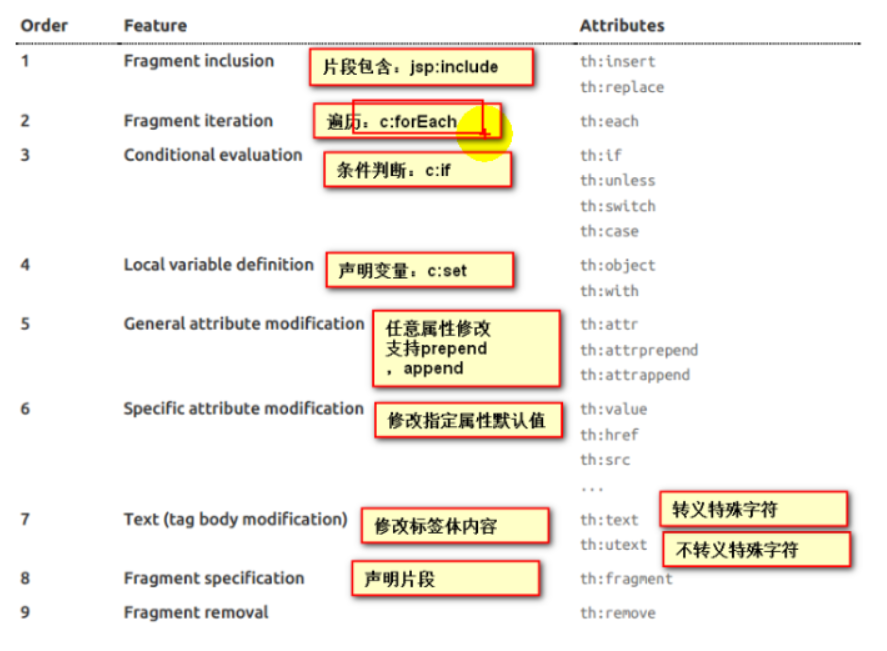 Order Feature Attributes
1 Fragment inclusion 片段包含：jsp:include th:insert
th:replace
2 Fragment iteration 遍历：c:forEach th:each
3 Conditional evaluation 条件判断：c:if th:if
th:unless
th:switch
th:case
4 Local variable definition 声明变量：c:set th:object
th:with
5 General attribute modification 任意属性修改 th:attr
支持prepend th:attrprepend
，append th:attrappend
6 Specific attribute modification 修改指定属性默认值 th:value
th:href
th:src
...
7 Text (tag body modification) 修改标签体内容 th:text 转义特殊字符
th:utext 不转义特殊字符
8 Fragment specification 声明片段 th:fragment
9 Fragment removal th:remove